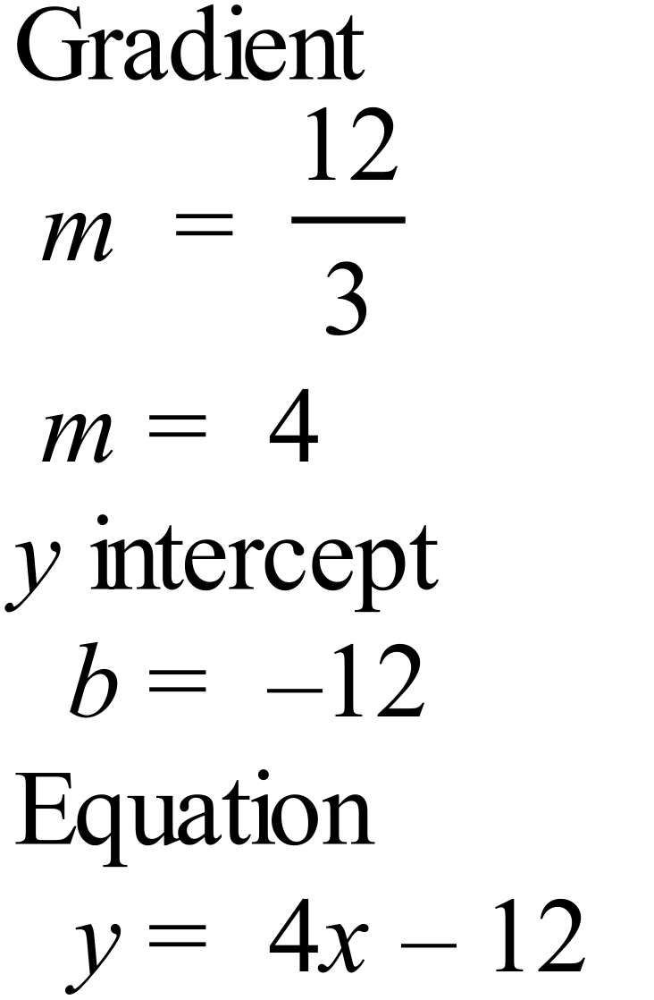 Gradient
m = 12/3
m = 4
y intercept
b = –12
Equation
y = 4x – 12